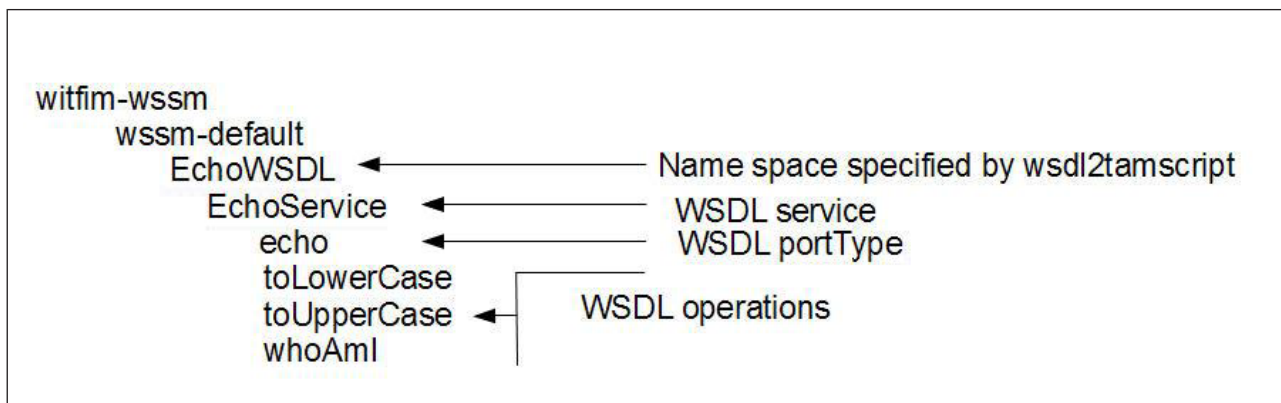 witfim-wssm
wssm-default
EchoWSDL Name space specified by wsdl2tamscript
EchoService WSDL service
echo WSDL portType
toLowerCase
toUpperCase WSDL operations
whoAmI